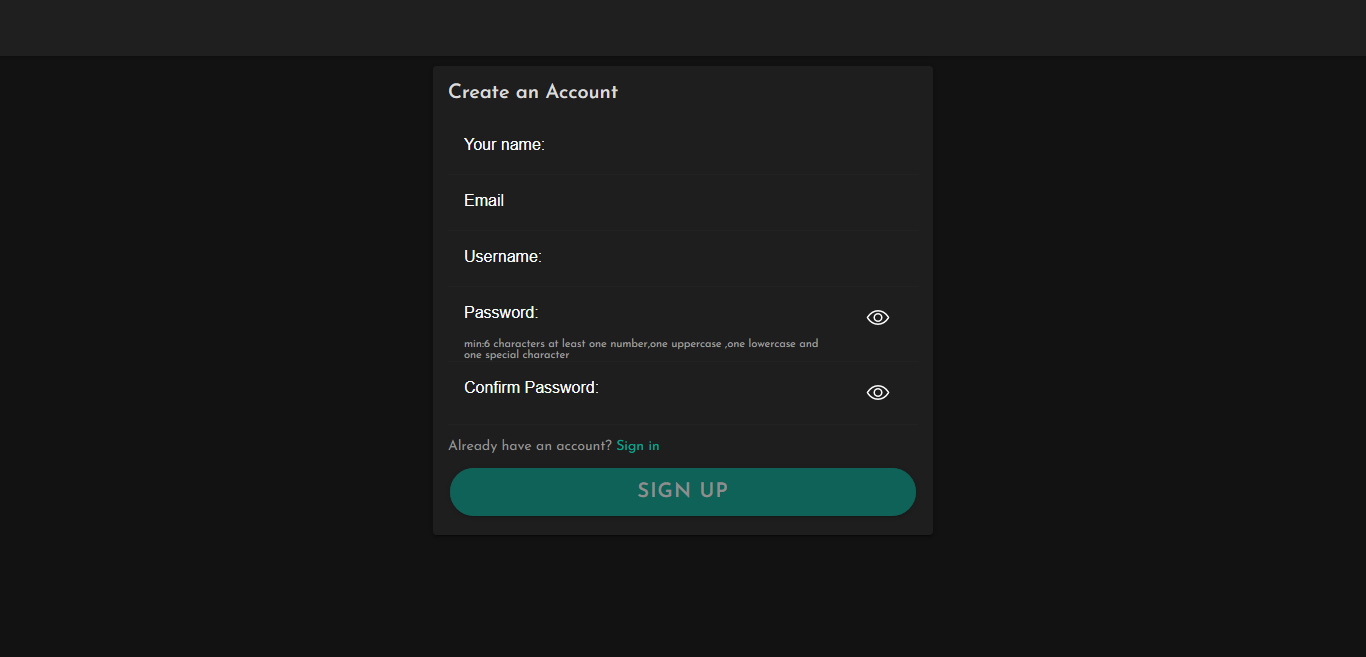 Create an Account
Your name:
Email
Username:
Password:
min:6 characters at least one number,one uppercase ,one lowercase and
one special character
Confirm Password:
Already have an account? Sign in
SIGN UP